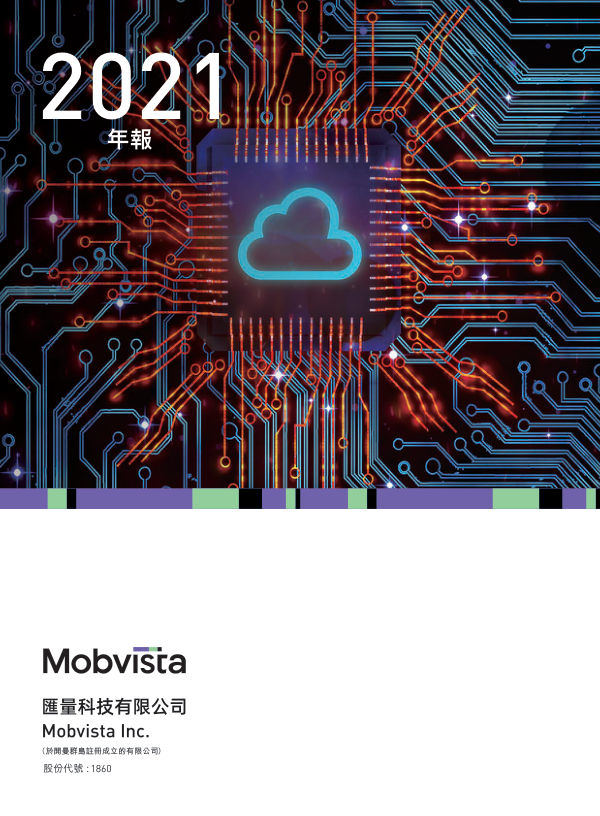 2021
年報
Mobvista
匯量科技有限公司
Mobvista Inc.
(於開曼群島註冊成立的有限公司)
股份代號 : 1860